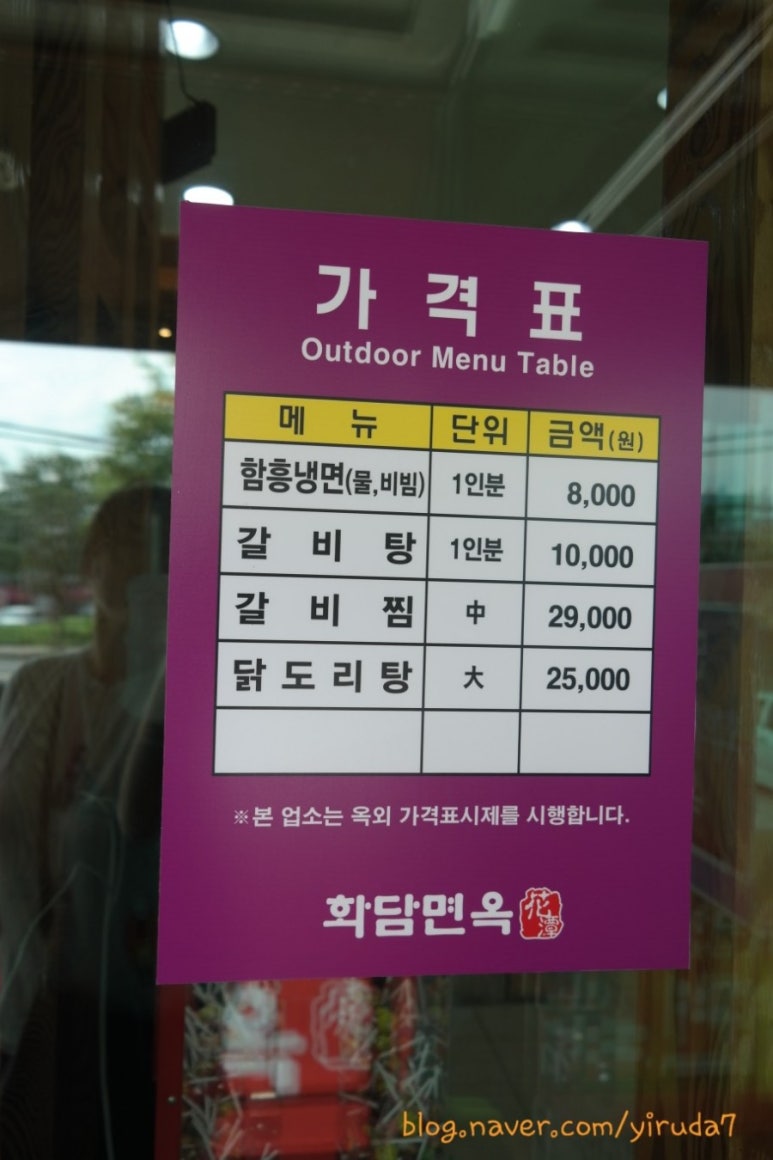 가격표
Outdoor Menu Table
메뉴 단위 금액(원)
함흥냉면(물,비빔) 1인분 8,000
갈비탕 1인분 10,000
갈비찜 中 29,000
닭도리탕 大 25,000
※본 업소는 옥외 가격표시제를 시행합니다.
화담면옥 花潭
blog.naver.com/yiruda7